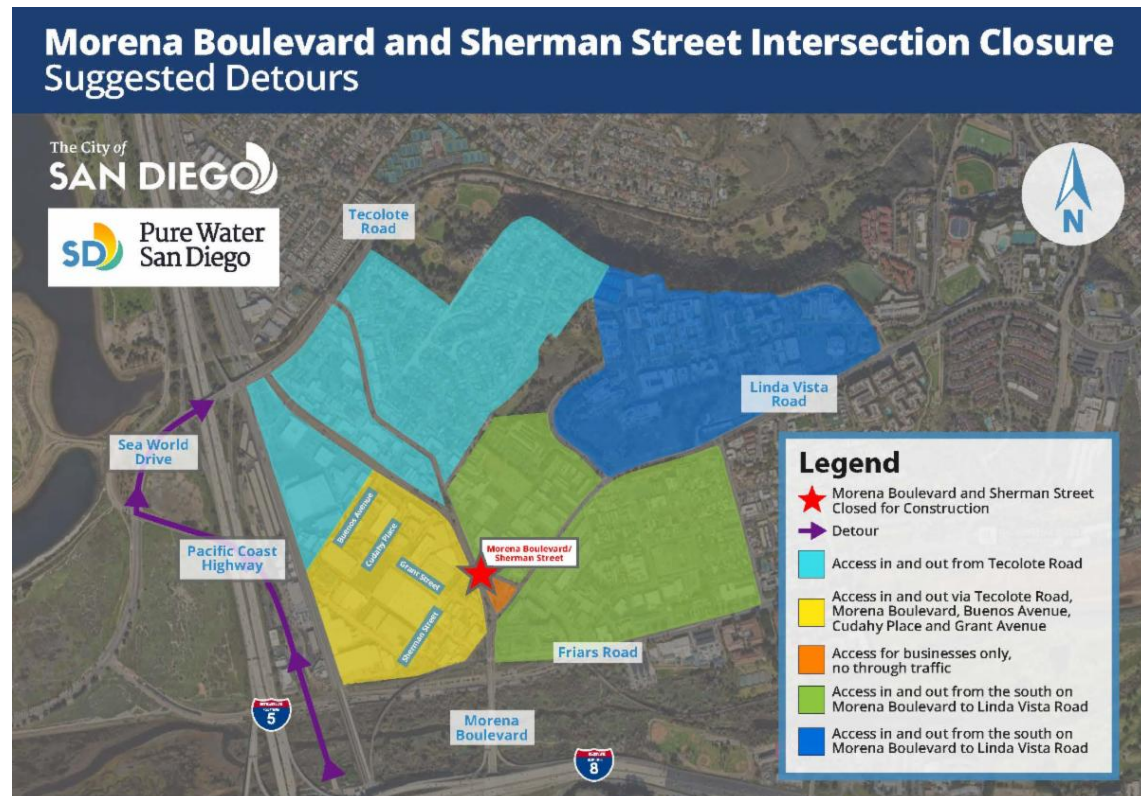 Morena Boulevard and Sherman Street Intersection Closure
Suggested Detours
The City of
SAN DIEGO
SD
Pure Water
San Diego
N
Tecolote
Road
Linda Vista
Road
Sea World
Drive
Pacific Coast
Highway
Buenos Avenue
Cudahy Place
Grant Street
Sherman Street
Morena Boulevard/
Sherman Street
Friars Road
Morena
Boulevard
5
8
Legend
Morena Boulevard and Sherman Street
Closed for Construction
Detour
Access in and out from Tecolote Road
Access in and out via Tecolote Road,
Morena Boulevard, Buenos Avenue,
Cudahy Place and Grant Avenue
Access for businesses only,
no through traffic
Access in and out from the south on
Morena Boulevard to Linda Vista Road
Access in and out from the south on
Morena Boulevard to Linda Vista Road